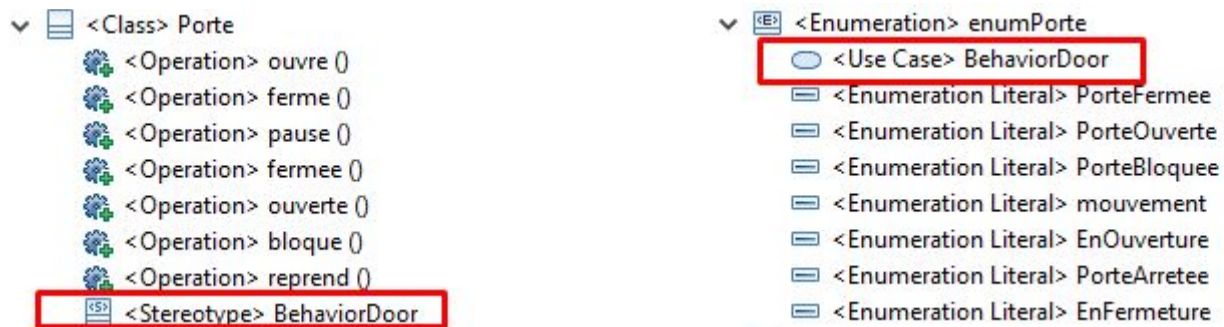 <Class> Porte
<Operation> ouvre ()
<Operation> ferme ()
<Operation> pause ()
<Operation> fermee ()
<Operation> ouverte ()
<Operation> bloque ()
<Operation> reprend ()
<S>
<Stereotype> BehaviorDoor
<E>
<Enumeration> enumPorte
<Use Case> BehaviorDoor
<Enumeration Literal> PorteFermee
<Enumeration Literal> PorteOuverte
<Enumeration Literal> PorteBloquee
<Enumeration Literal> mouvement
<Enumeration Literal> EnOuverture
<Enumeration Literal> PorteArretee
<Enumeration Literal> EnFermeture